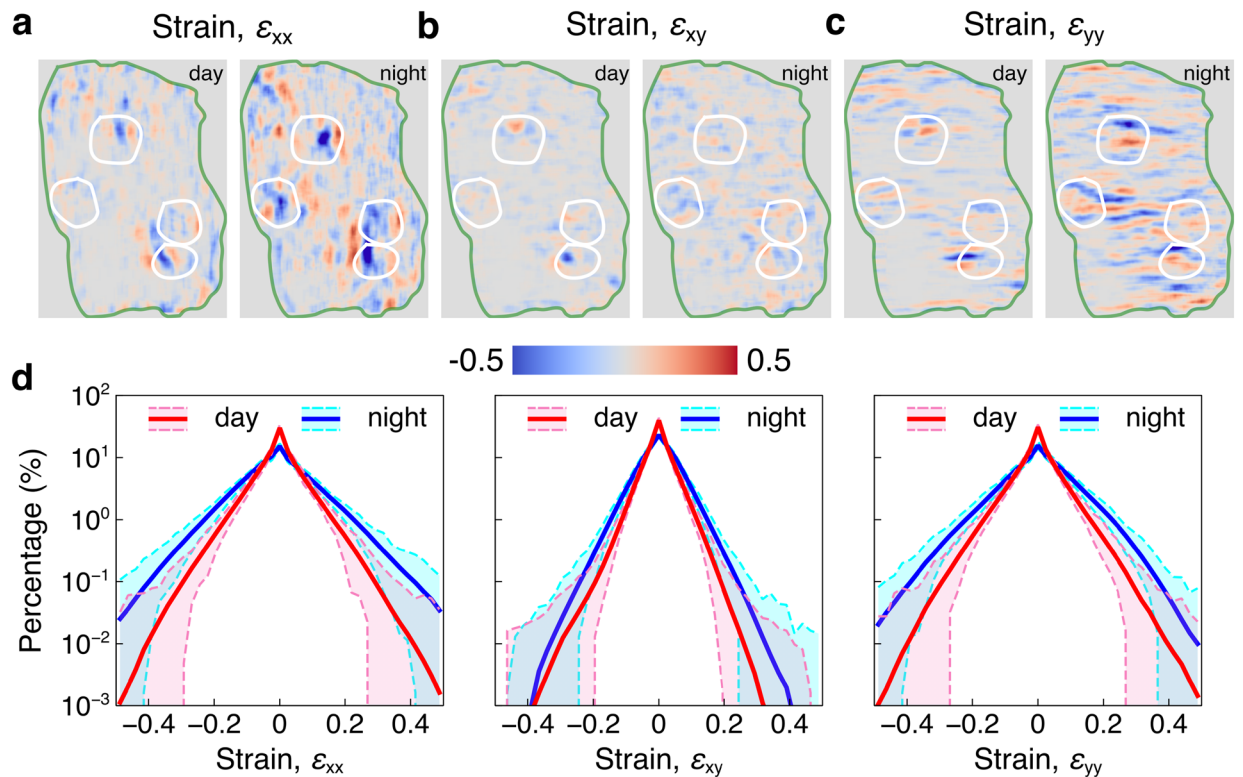 a Strain, εxx b Strain, εxy c Strain, εyy
day night day night day night
-0.5 0.5
d
10² day night day night day night
10¹
10⁰
10⁻¹
10⁻²
10⁻³
Percentage (%)
−0.4 −0.2 0 0.2 0.4 −0.4 −0.2 0 0.2 0.4 −0.4 −0.2 0 0.2 0.4
Strain, εxx Strain, εxy Strain, εyy